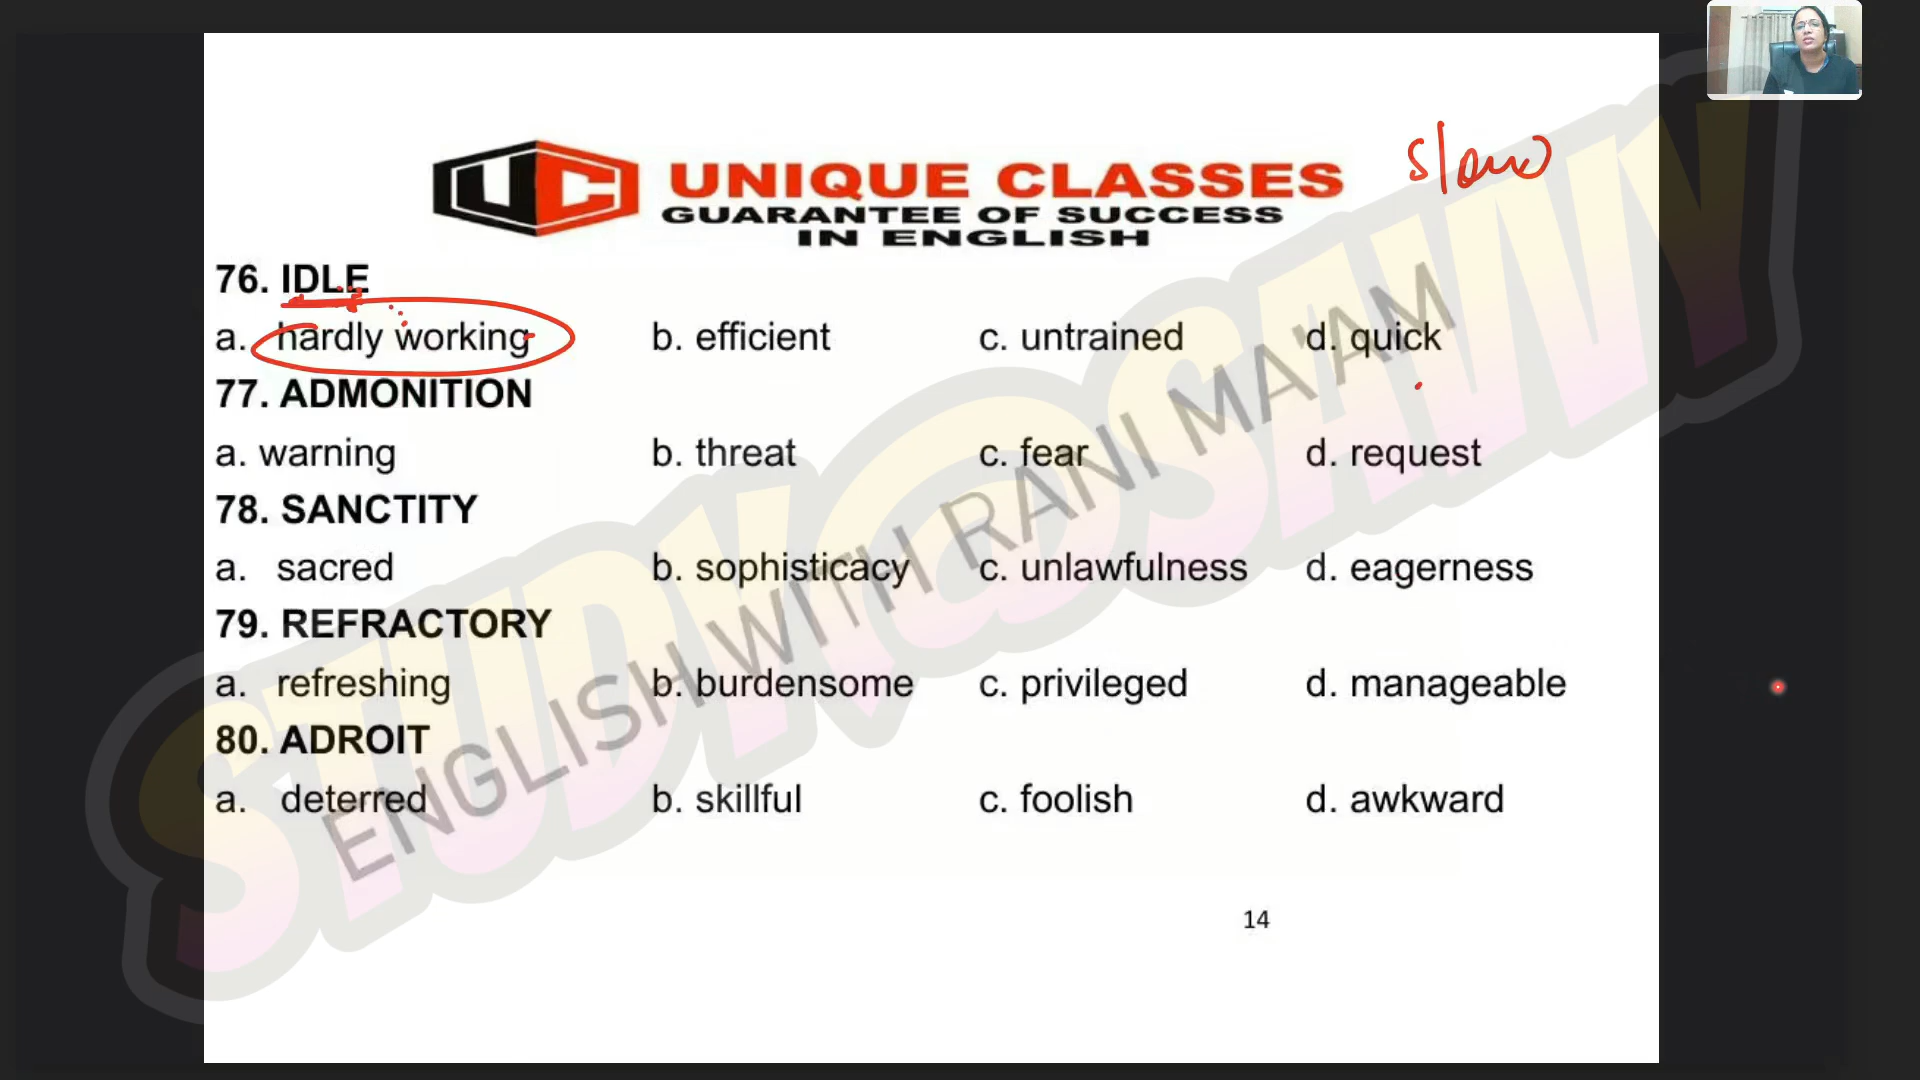 UNIQUE CLASSES
GUARANTEE OF SUCCESS
IN ENGLISH
slow
76. IDLE
a. hardly working b. efficient c. untrained d. quick
77. ADMONITION
a. warning b. threat c. fear d. request
78. SANCTITY
a. sacred b. sophisticacy c. unlawfulness d. eagerness
79. REFRACTORY
a. refreshing b. burdensome c. privileged d. manageable
80. ADROIT
a. deterred b. skillful c. foolish d. awkward
14
STUDY@SAVVY
ENGLISH WITH RANI MA'AM